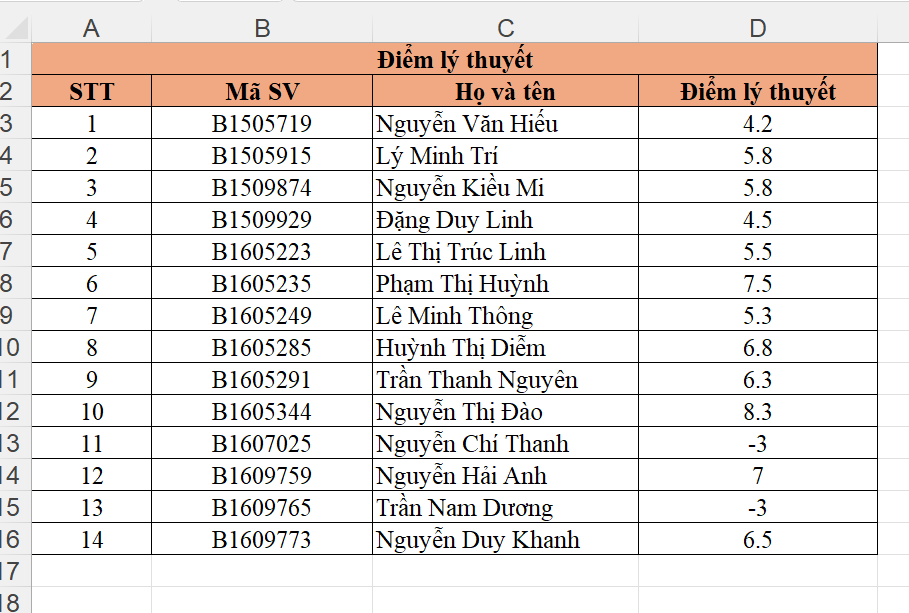 A B C D
1 Điểm lý thuyết
2 STT Mã SV Họ và tên Điểm lý thuyết
3 1 B1505719 Nguyễn Văn Hiếu 4.2
4 2 B1505915 Lý Minh Trí 5.8
5 3 B1509874 Nguyễn Kiều Mi 5.8
6 4 B1509929 Đặng Duy Linh 4.5
7 5 B1605223 Lê Thị Trúc Linh 5.5
8 6 B1605235 Phạm Thị Huỳnh 7.5
9 7 B1605249 Lê Minh Thông 5.3
10 8 B1605285 Huỳnh Thị Diễm 6.8
11 9 B1605291 Trần Thanh Nguyên 6.3
12 10 B1605344 Nguyễn Thị Đào 8.3
13 11 B1607025 Nguyễn Chí Thanh -3
14 12 B1609759 Nguyễn Hải Anh 7
15 13 B1609765 Trần Nam Dương -3
16 14 B1609773 Nguyễn Duy Khanh 6.5
17
18